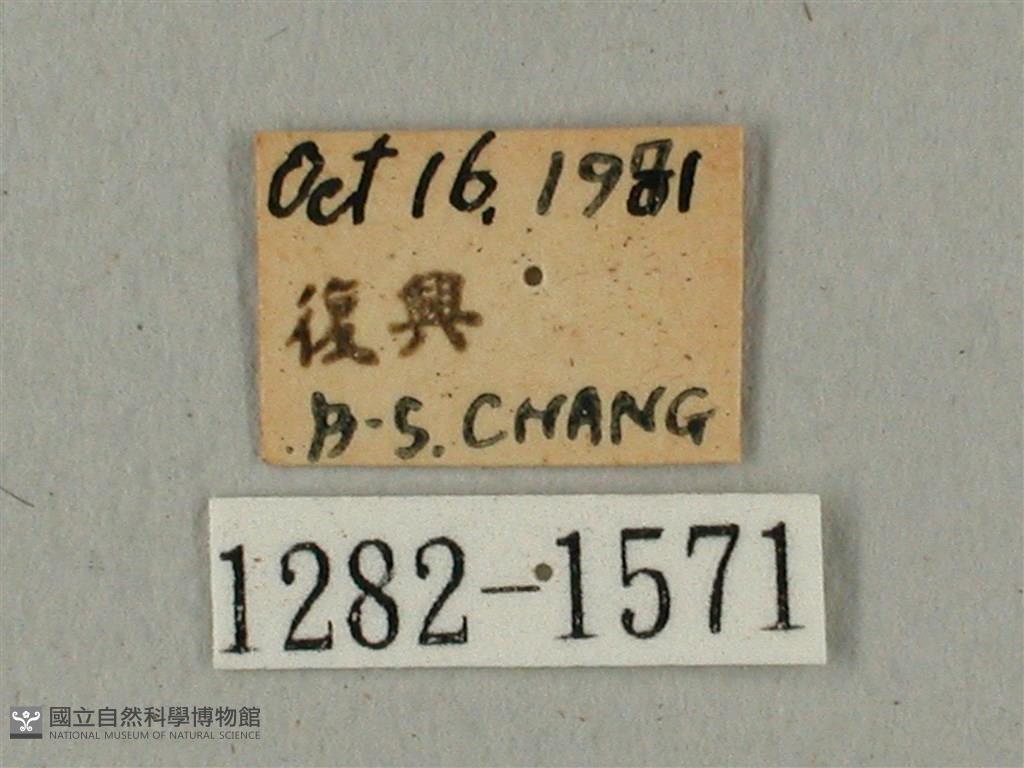 Oct 16. 1981
復興
B-S. CHANG
1282-1571
國立自然科學博物館
NATIONAL MUSEUM OF NATURAL SCIENCE